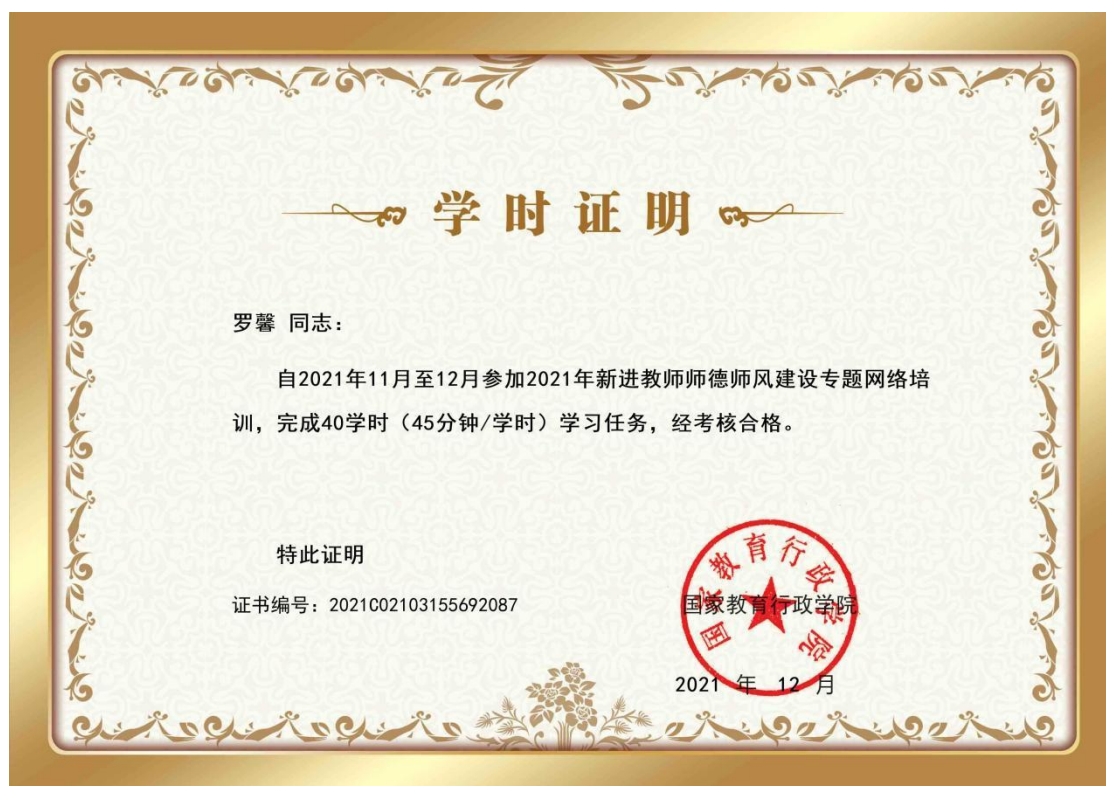 学时证明
罗馨 同志：
自2021年11月至12月参加2021年新进教师师德师风建设专题网络培
训，完成40学时（45分钟/学时）学习任务，经考核合格。
特此证明
证书编号：2021C02103155692087
国家教育行政学院
国家教育行政学院
2021 年 12 月